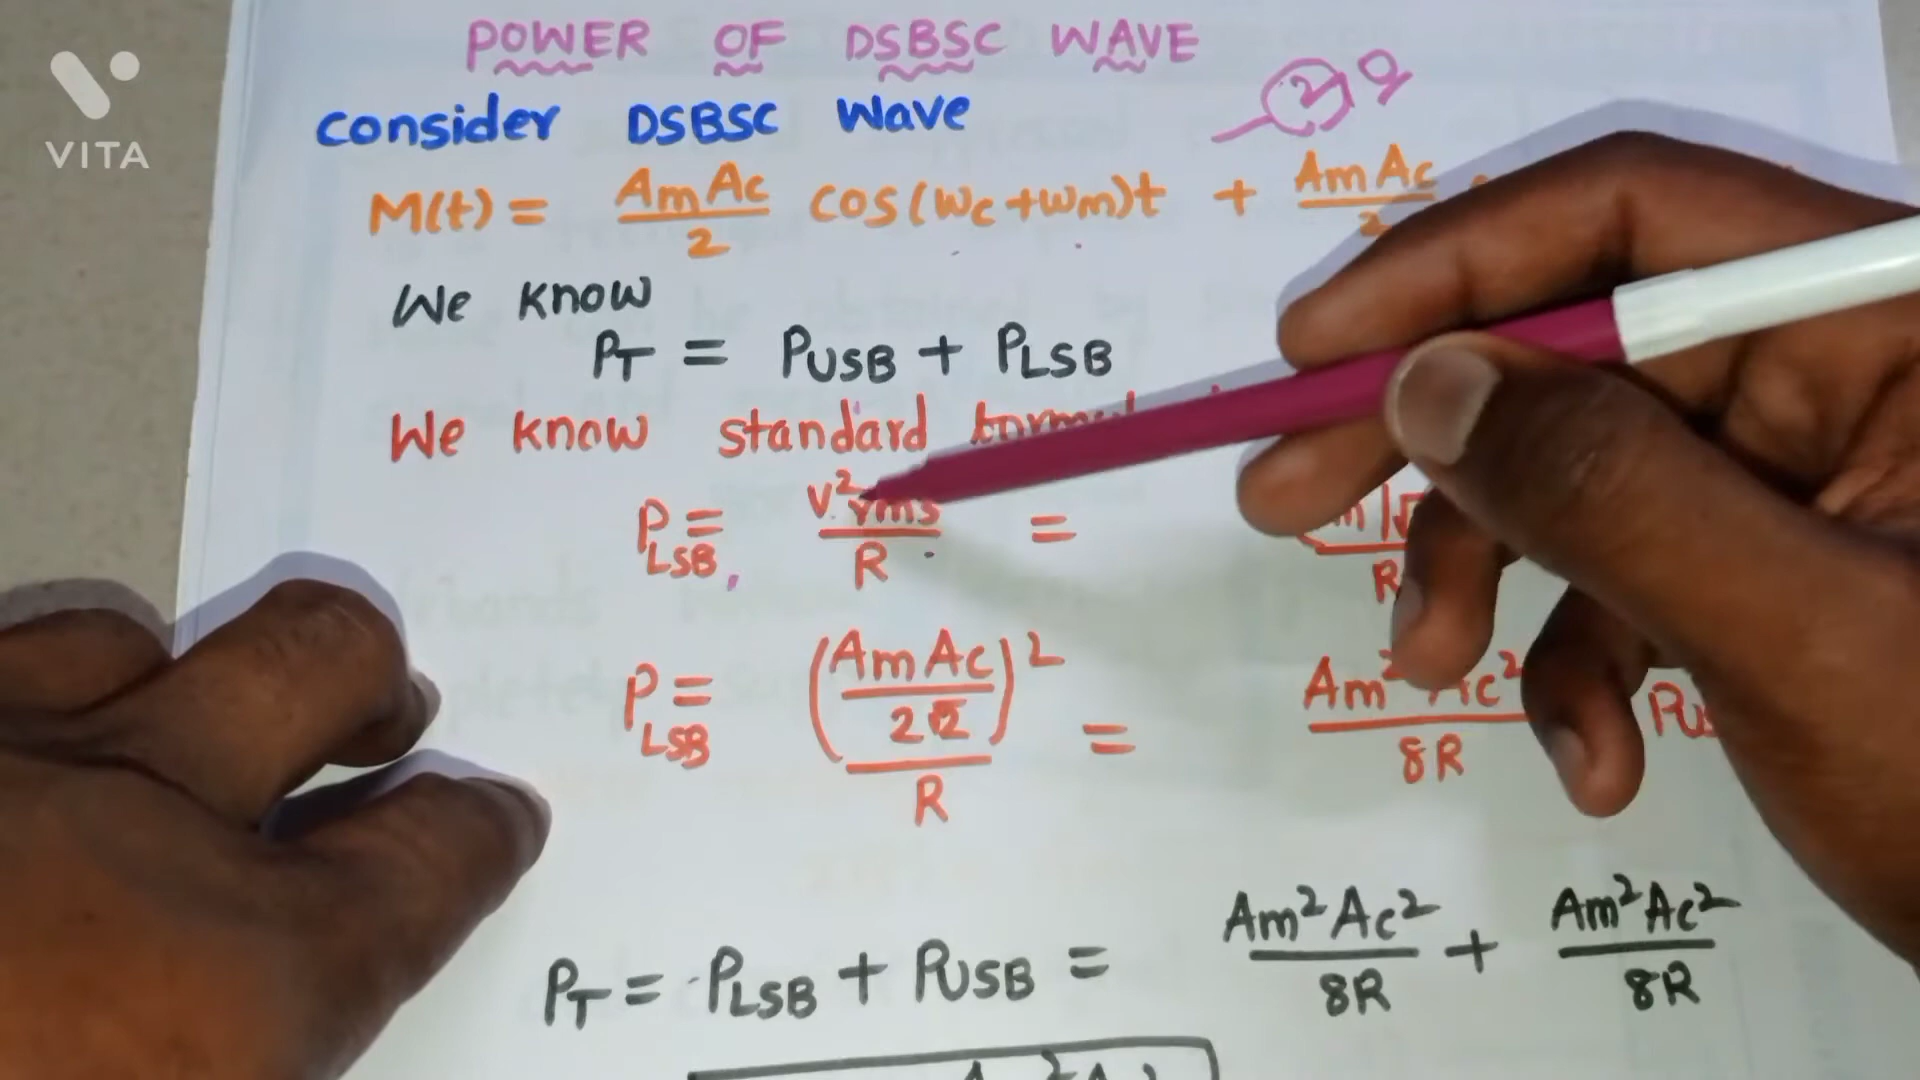 VITA
POWER OF DSBSC WAVE
2
Consider DSBSC Wave
M(t) = AmAc/2 cos(wc+wm)t + AmAc/2
We know
PT = PUSB + PLSB
We know standard
PLSB = V²rms/R =
PLSB = (AmAc/2√2)²/R = Am² Ac²/8R
PT = PLSB + PUSB = Am²Ac²/8R + Am²Ac²/8R